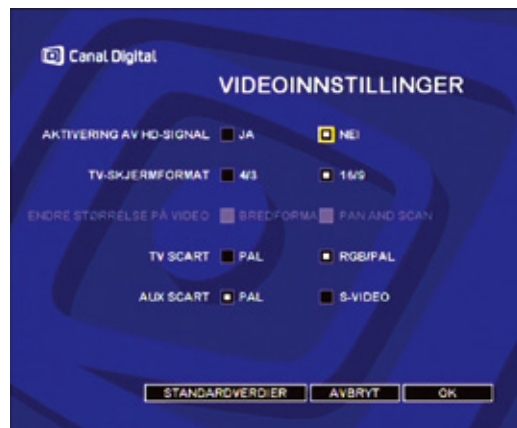 Canal Digital
VIDEOINNSTILLINGER
AKTIVERING AV HD-SIGNAL JA NEI
TV-SKJERMFORMAT 4/3 16/9
ENDRE STØRRELSE PÅ VIDEO BREDFORMA PAN AND SCAN
TV SCART PAL RGB/PAL
AUX SCART PAL S-VIDEO
STANDARDVERDIER AVBRYT OK